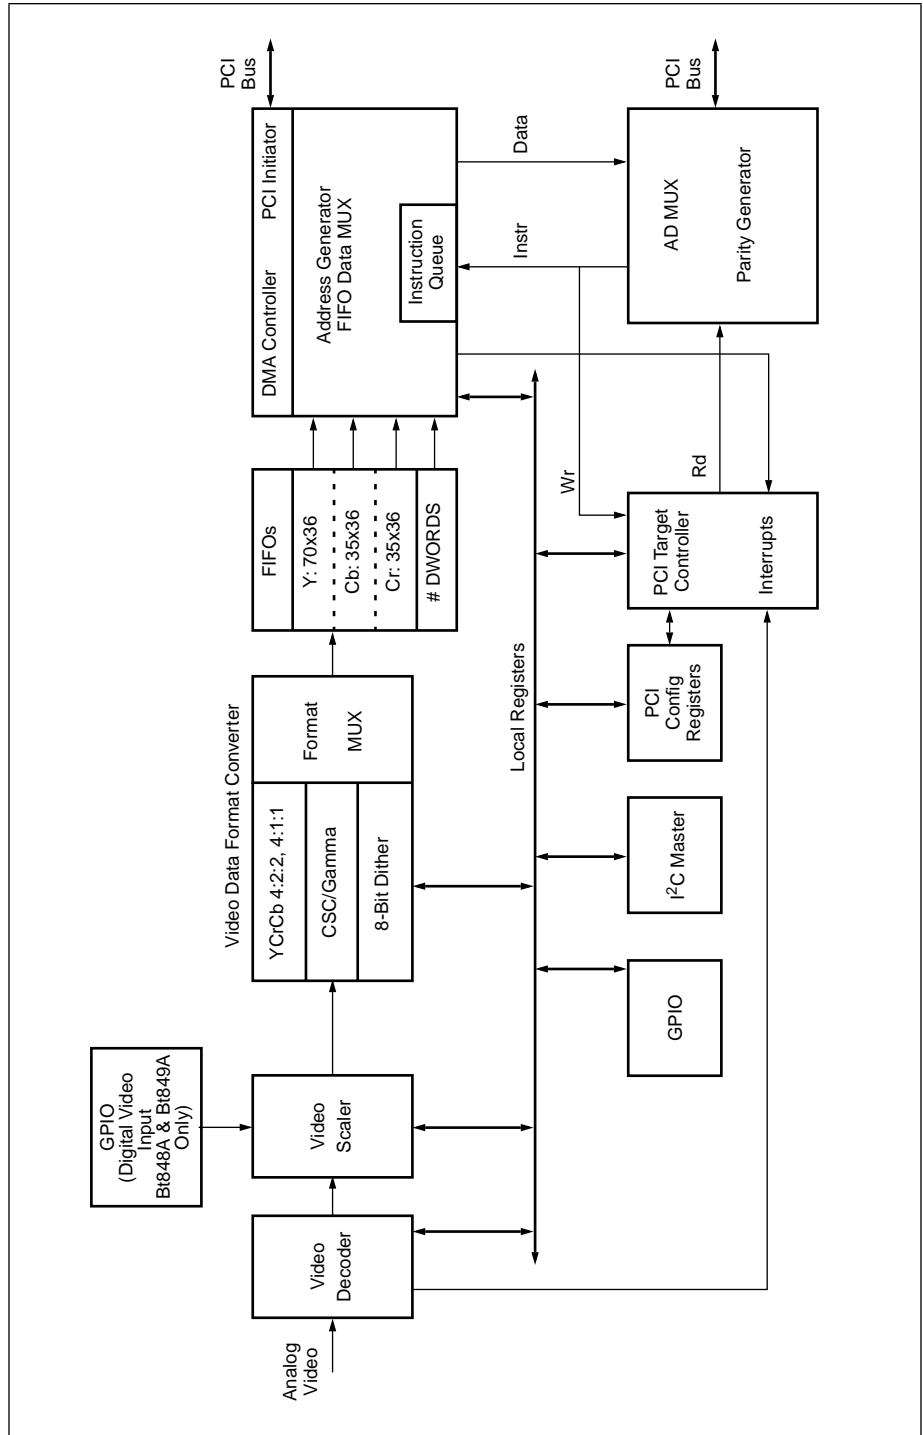 Analog
Video
Video
Decoder
GPIO
(Digital Video
Input
Bt848A & Bt849A
Only)
Video
Scaler
Video Data Format Converter
YCrCb 4:2:2, 4:1:1
CSC/Gamma
8-Bit Dither
Format
MUX
FIFOs
Y: 70x36
Cb: 35x36
Cr: 35x36
# DWORDS
DMA Controller
PCI Initiator
Address Generator
FIFO Data MUX
Instruction
Queue
PCI
Bus
Local Registers
GPIO
I²C Master
PCI
Config
Registers
PCI Target
Controller
Interrupts
Wr
Rd
Instr
Data
AD MUX
Parity Generator
PCI
Bus